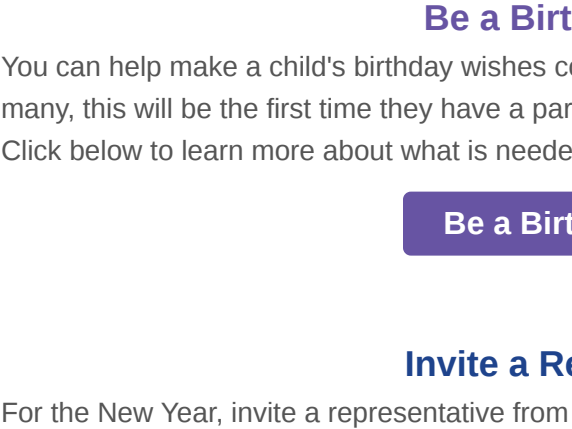 Be a Birt
You can help make a child's birthday wishes c
many, this will be the first time they have a par
Click below to learn more about what is neede
Be a Birt
Invite a Re
For the New Year, invite a representative from